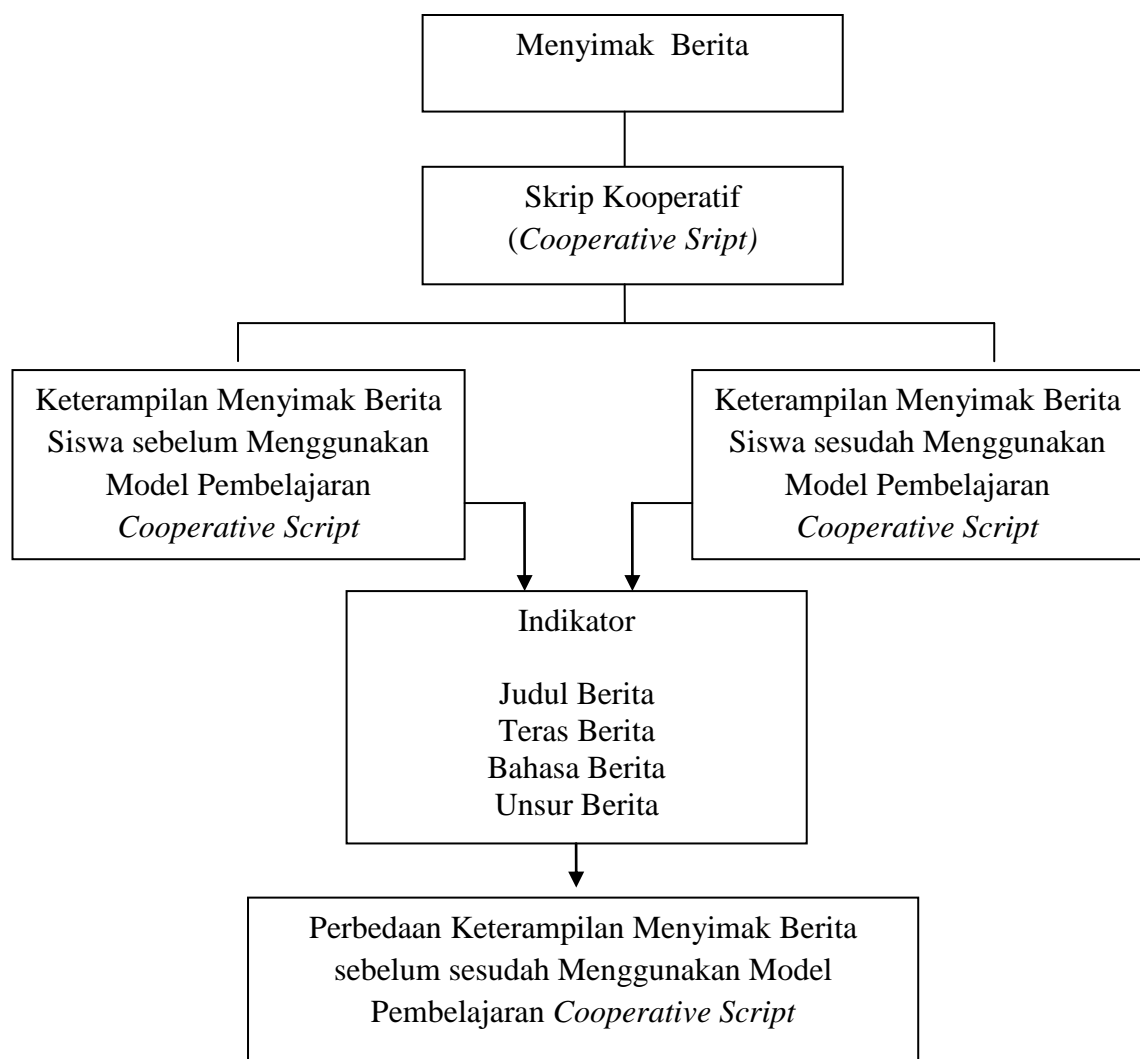 Menyimak Berita
Skrip Kooperatif
(Cooperative Sript)
Keterampilan Menyimak Berita
Siswa sebelum Menggunakan
Model Pembelajaran
Cooperative Script
Keterampilan Menyimak Berita
Siswa sesudah Menggunakan
Model Pembelajaran
Cooperative Script
Indikator
Judul Berita
Teras Berita
Bahasa Berita
Unsur Berita
Perbedaan Keterampilan Menyimak Berita
sebelum sesudah Menggunakan Model
Pembelajaran Cooperative Script